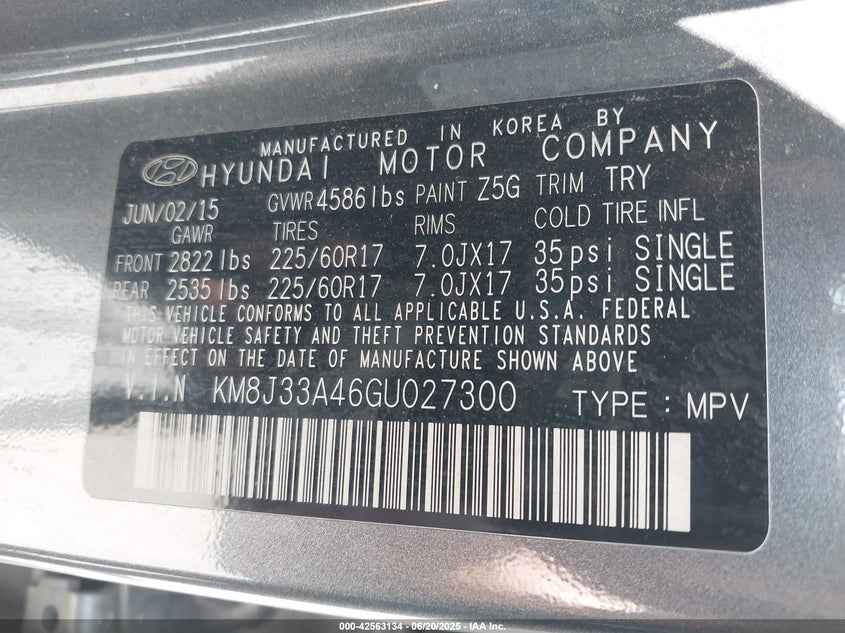 MANUFACTURED IN KOREA BY
HYUNDAI MOTOR COMPANY
JUN/02/15 GVWR 4586lbs PAINT Z5G TRIM TRY
GAWR TIRES RIMS COLD TIRE INFL
FRONT 2822 lbs 225/60R17 7.0JX17 35psi SINGLE
REAR 2535 lbs 225/60R17 7.0JX17 35psi SINGLE
THIS VEHICLE CONFORMS TO ALL APPLICABLE U.S.A. FEDERAL
MOTOR VEHICLE SAFETY AND THEFT PREVENTION STANDARDS
IN EFFECT ON THE DATE OF MANUFACTURE SHOWN ABOVE
V.I.N KM8J33A46GU027300 TYPE : MPV
000-42563134 - 06/20/2025 - IAA Inc.